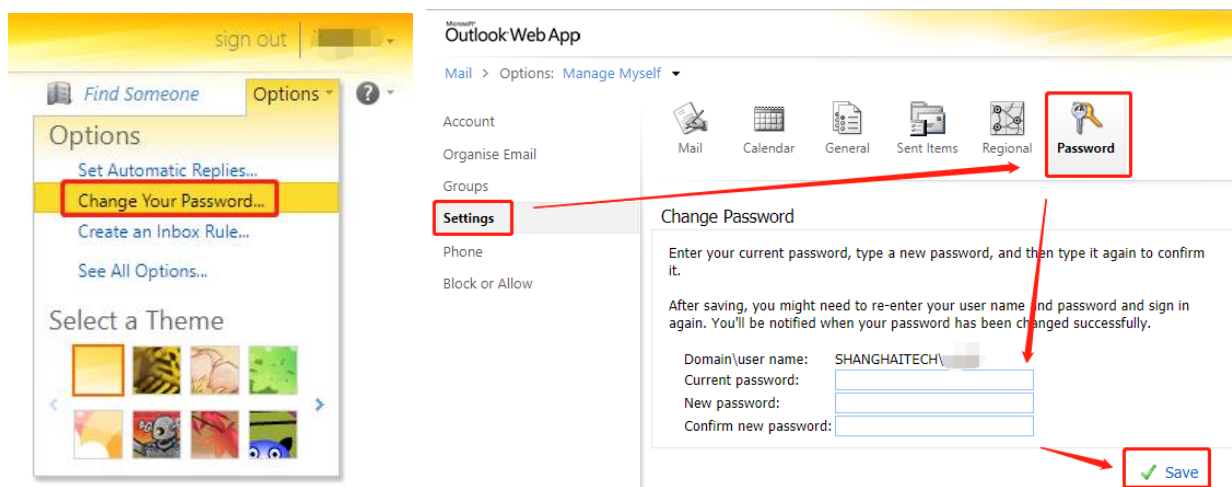 sign out
Find Someone
Options
Options
Set Automatic Replies...
Change Your Password...
Create an Inbox Rule...
See All Options...
Select a Theme
Microsoft
Outlook Web App
Mail > Options: Manage Myself
Account
Organise Email
Groups
Settings
Phone
Block or Allow
Mail
Calendar
General
Sent Items
Regional
Password
Change Password
Enter your current password, type a new password, and then type it again to confirm
it.
After saving, you might need to re-enter your user name and password and sign in
again. You'll be notified when your password has been changed successfully.
Domain\user name: SHANGHAITECH\
Current password:
New password:
Confirm new password:
Save